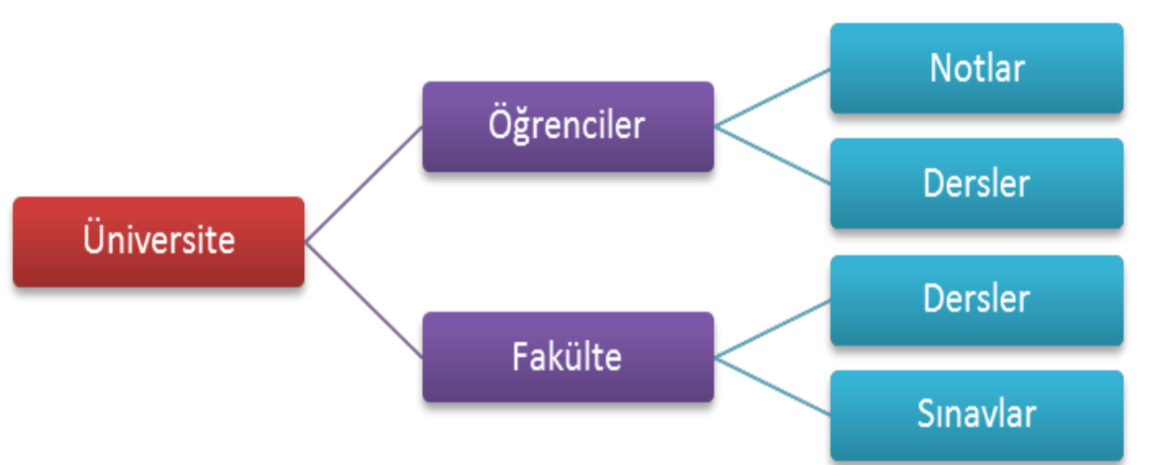 Üniversite
Öğrenciler
Notlar
Dersler
Fakülte
Dersler
Sınavlar